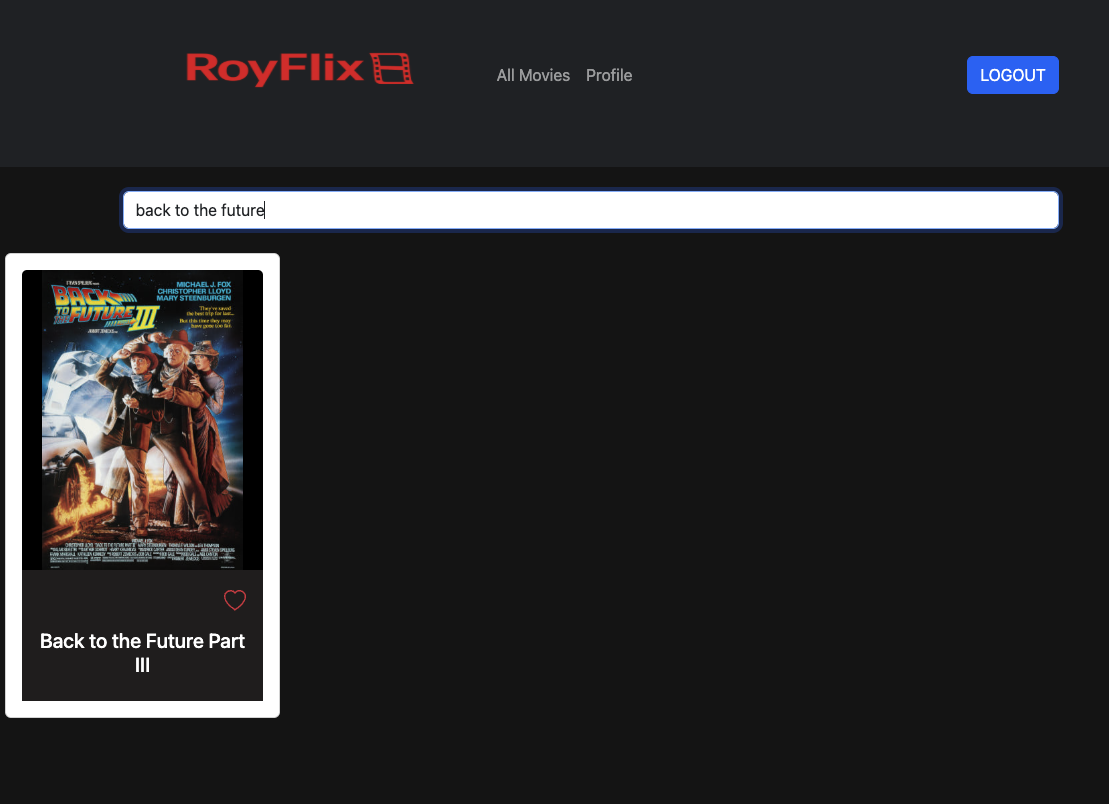 RoyFlix
All Movies Profile
LOGOUT
back to the future
MICHAEL J. FOX
CHRISTOPHER LLOYD
MARY STEENBURGEN
BACK
TO THE
FUTURE III
They've saved
the best trip for last...
But this time they may
have gone too far.
Back to the Future Part
III